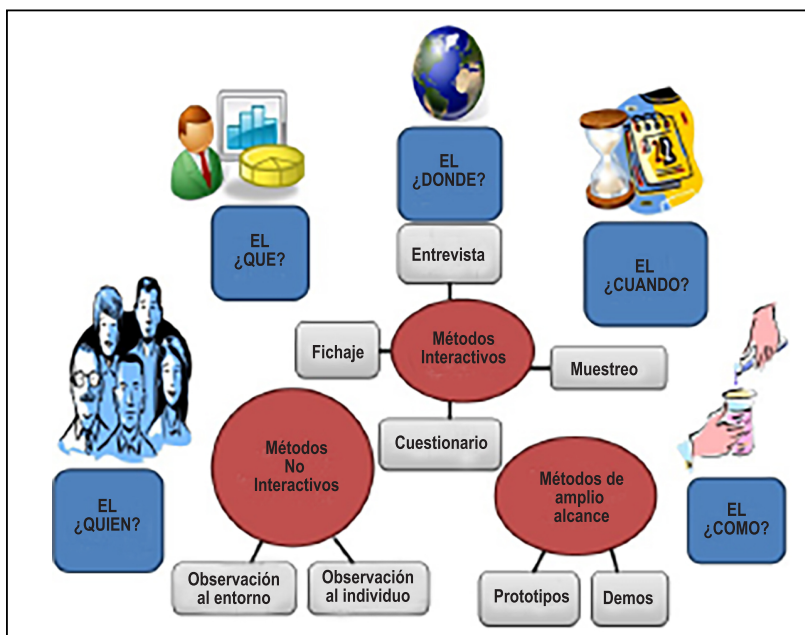 EL
¿DONDE?
EL
¿QUE?
EL
¿CUANDO?
Entrevista
Métodos
Interactivos
Fichaje
Muestreo
Cuestionario
Métodos
No
Interactivos
Métodos de
amplio
alcance
EL
¿QUIEN?
EL
¿COMO?
Observación
al entorno
Observación
al individuo
Prototipos
Demos